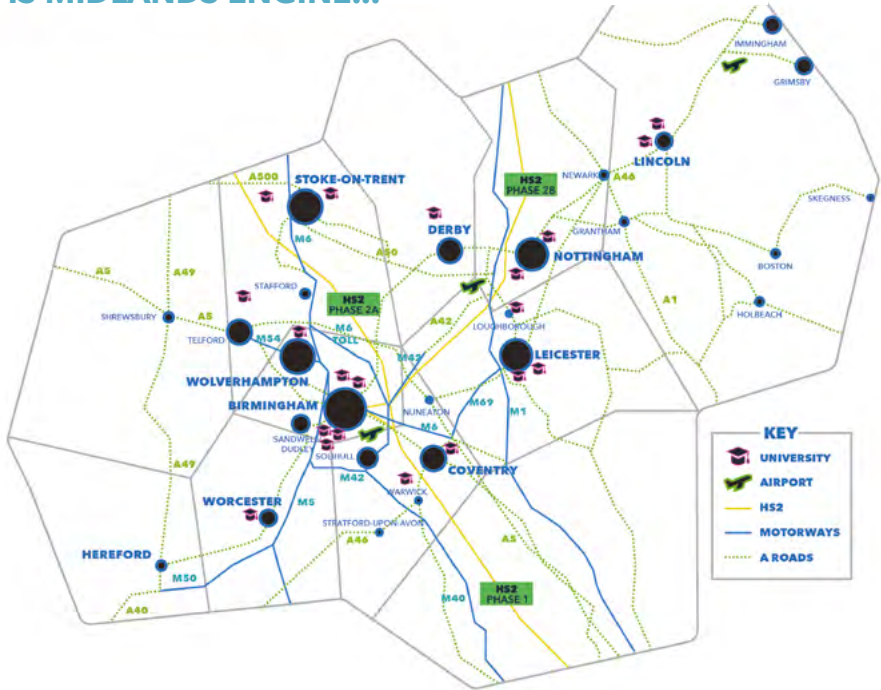 IS MIDLANDS ENGINE...
IMMINGHAM
GRIMSBY
LINCOLN
A500
STOKE-ON-TRENT
HS2
PHASE 2B
NEWARK
A46
SKEGNESS
GRANTHAM
DERBY
NOTTINGHAM
M6
A50
BOSTON
A5
A49
STAFFORD
HS2
PHASE 2A
A1
HOLBEACH
SHREWSBURY
A5
TELFORD
M54
M6
TOLL
A42
LOUGHBOROUGH
M42
LEICESTER
WOLVERHAMPTON
BIRMINGHAM
NUNEATON
M69
M1
SANDWELL
DUDLEY
M6
SOLIHULL
COVENTRY
A49
M42
WARWICK
WORCESTER
M5
STRATFORD-UPON-AVON
A46
A5
HEREFORD
M50
A40
M40
HS2
PHASE 1
KEY
UNIVERSITY
AIRPORT
HS2
MOTORWAYS
A ROADS